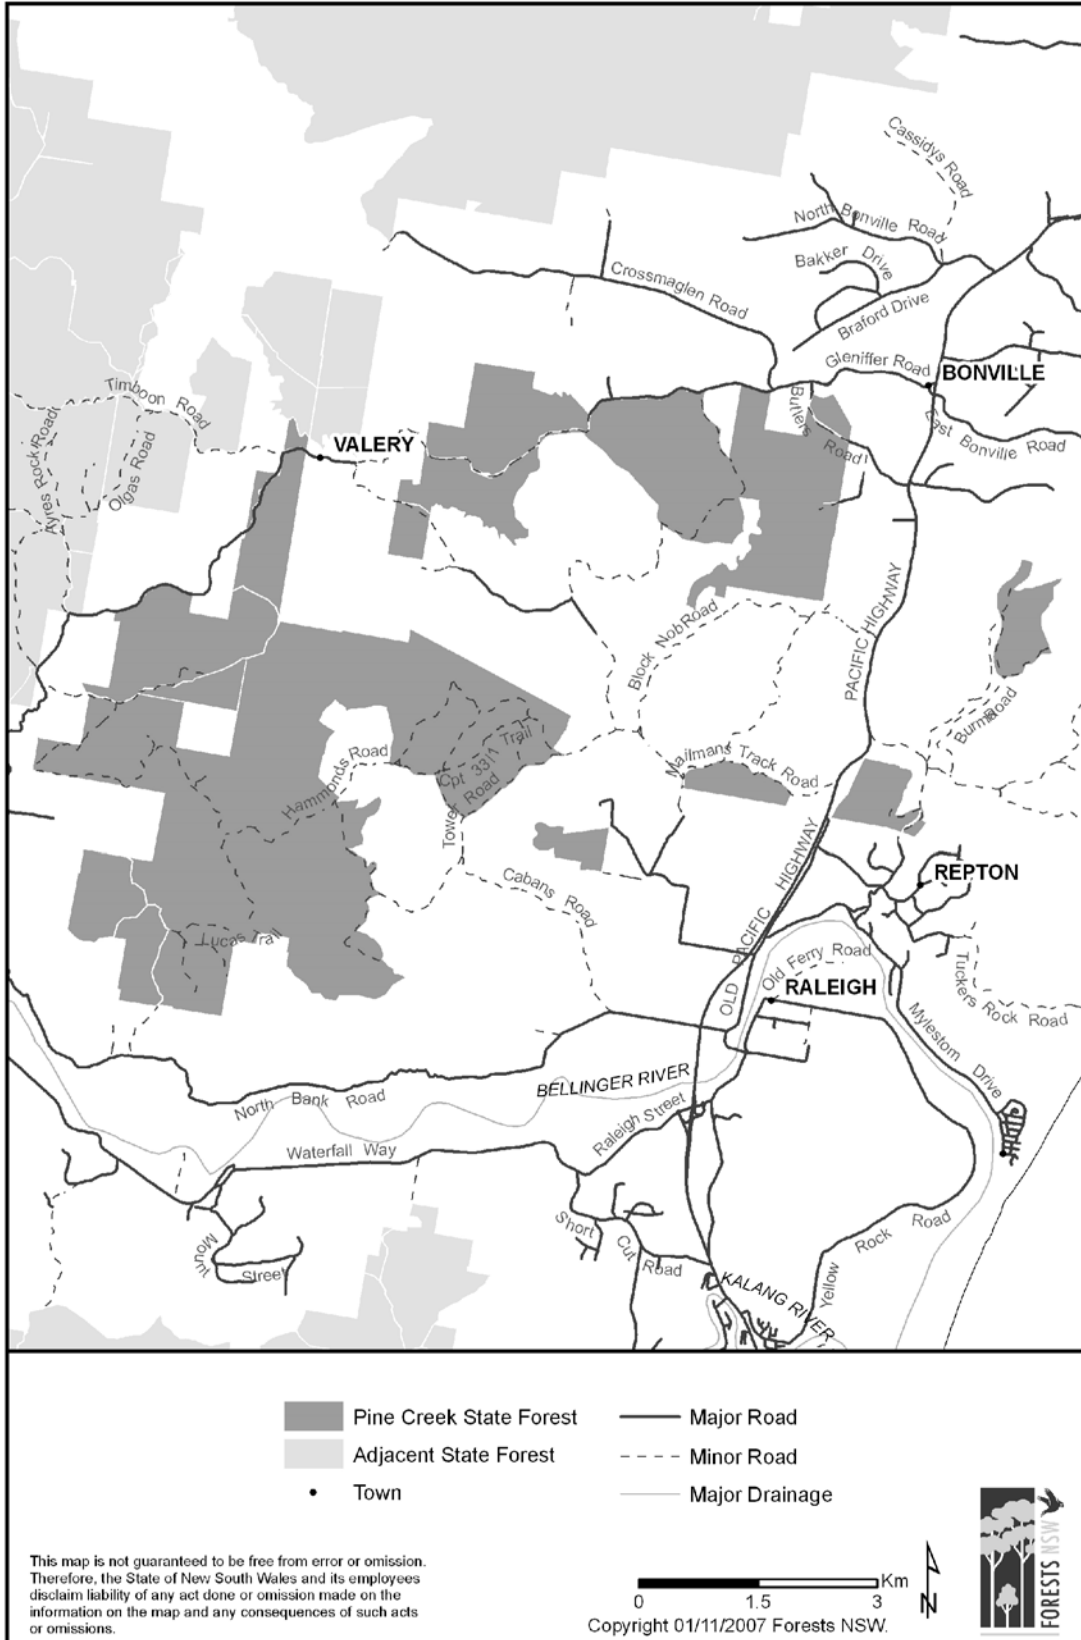 Cassidys Road
North Bonville Road
Bakker Drive
Crossmaglen Road
Braford Drive
Gleniffer Road
BONVILLE
Timboon Road
Butlers Road
East Bonville Road
VALERY
Ayres Rock Road
Olgas Road
PACIFIC HIGHWAY
Block Nob Road
Burma Road
Mailmans Track Road
Cpt 3311 Trail
Hammonds Road
Tower Road
OLD PACIFIC HIGHWAY
REPTON
Cabans Road
Lucas Trail
Old Ferry Road
RALEIGH
Tuckers Rock Road
Mylestom Drive
BELLINGER RIVER
North Bank Road
Raleigh Street
Waterfall Way
Short Cut Road
Mount Street
Yellow Rock Road
KALANG RIVER
Pine Creek State Forest
Adjacent State Forest
Town
Major Road
Minor Road
Major Drainage
This map is not guaranteed to be free from error or omission.
Therefore, the State of New South Wales and its employees
disclaim liability of any act done or omission made on the
information on the map and any consequences of such acts
or omissions.
Km
0 1.5 3
Copyright 01/11/2007 Forests NSW.
N
FORESTS NSW